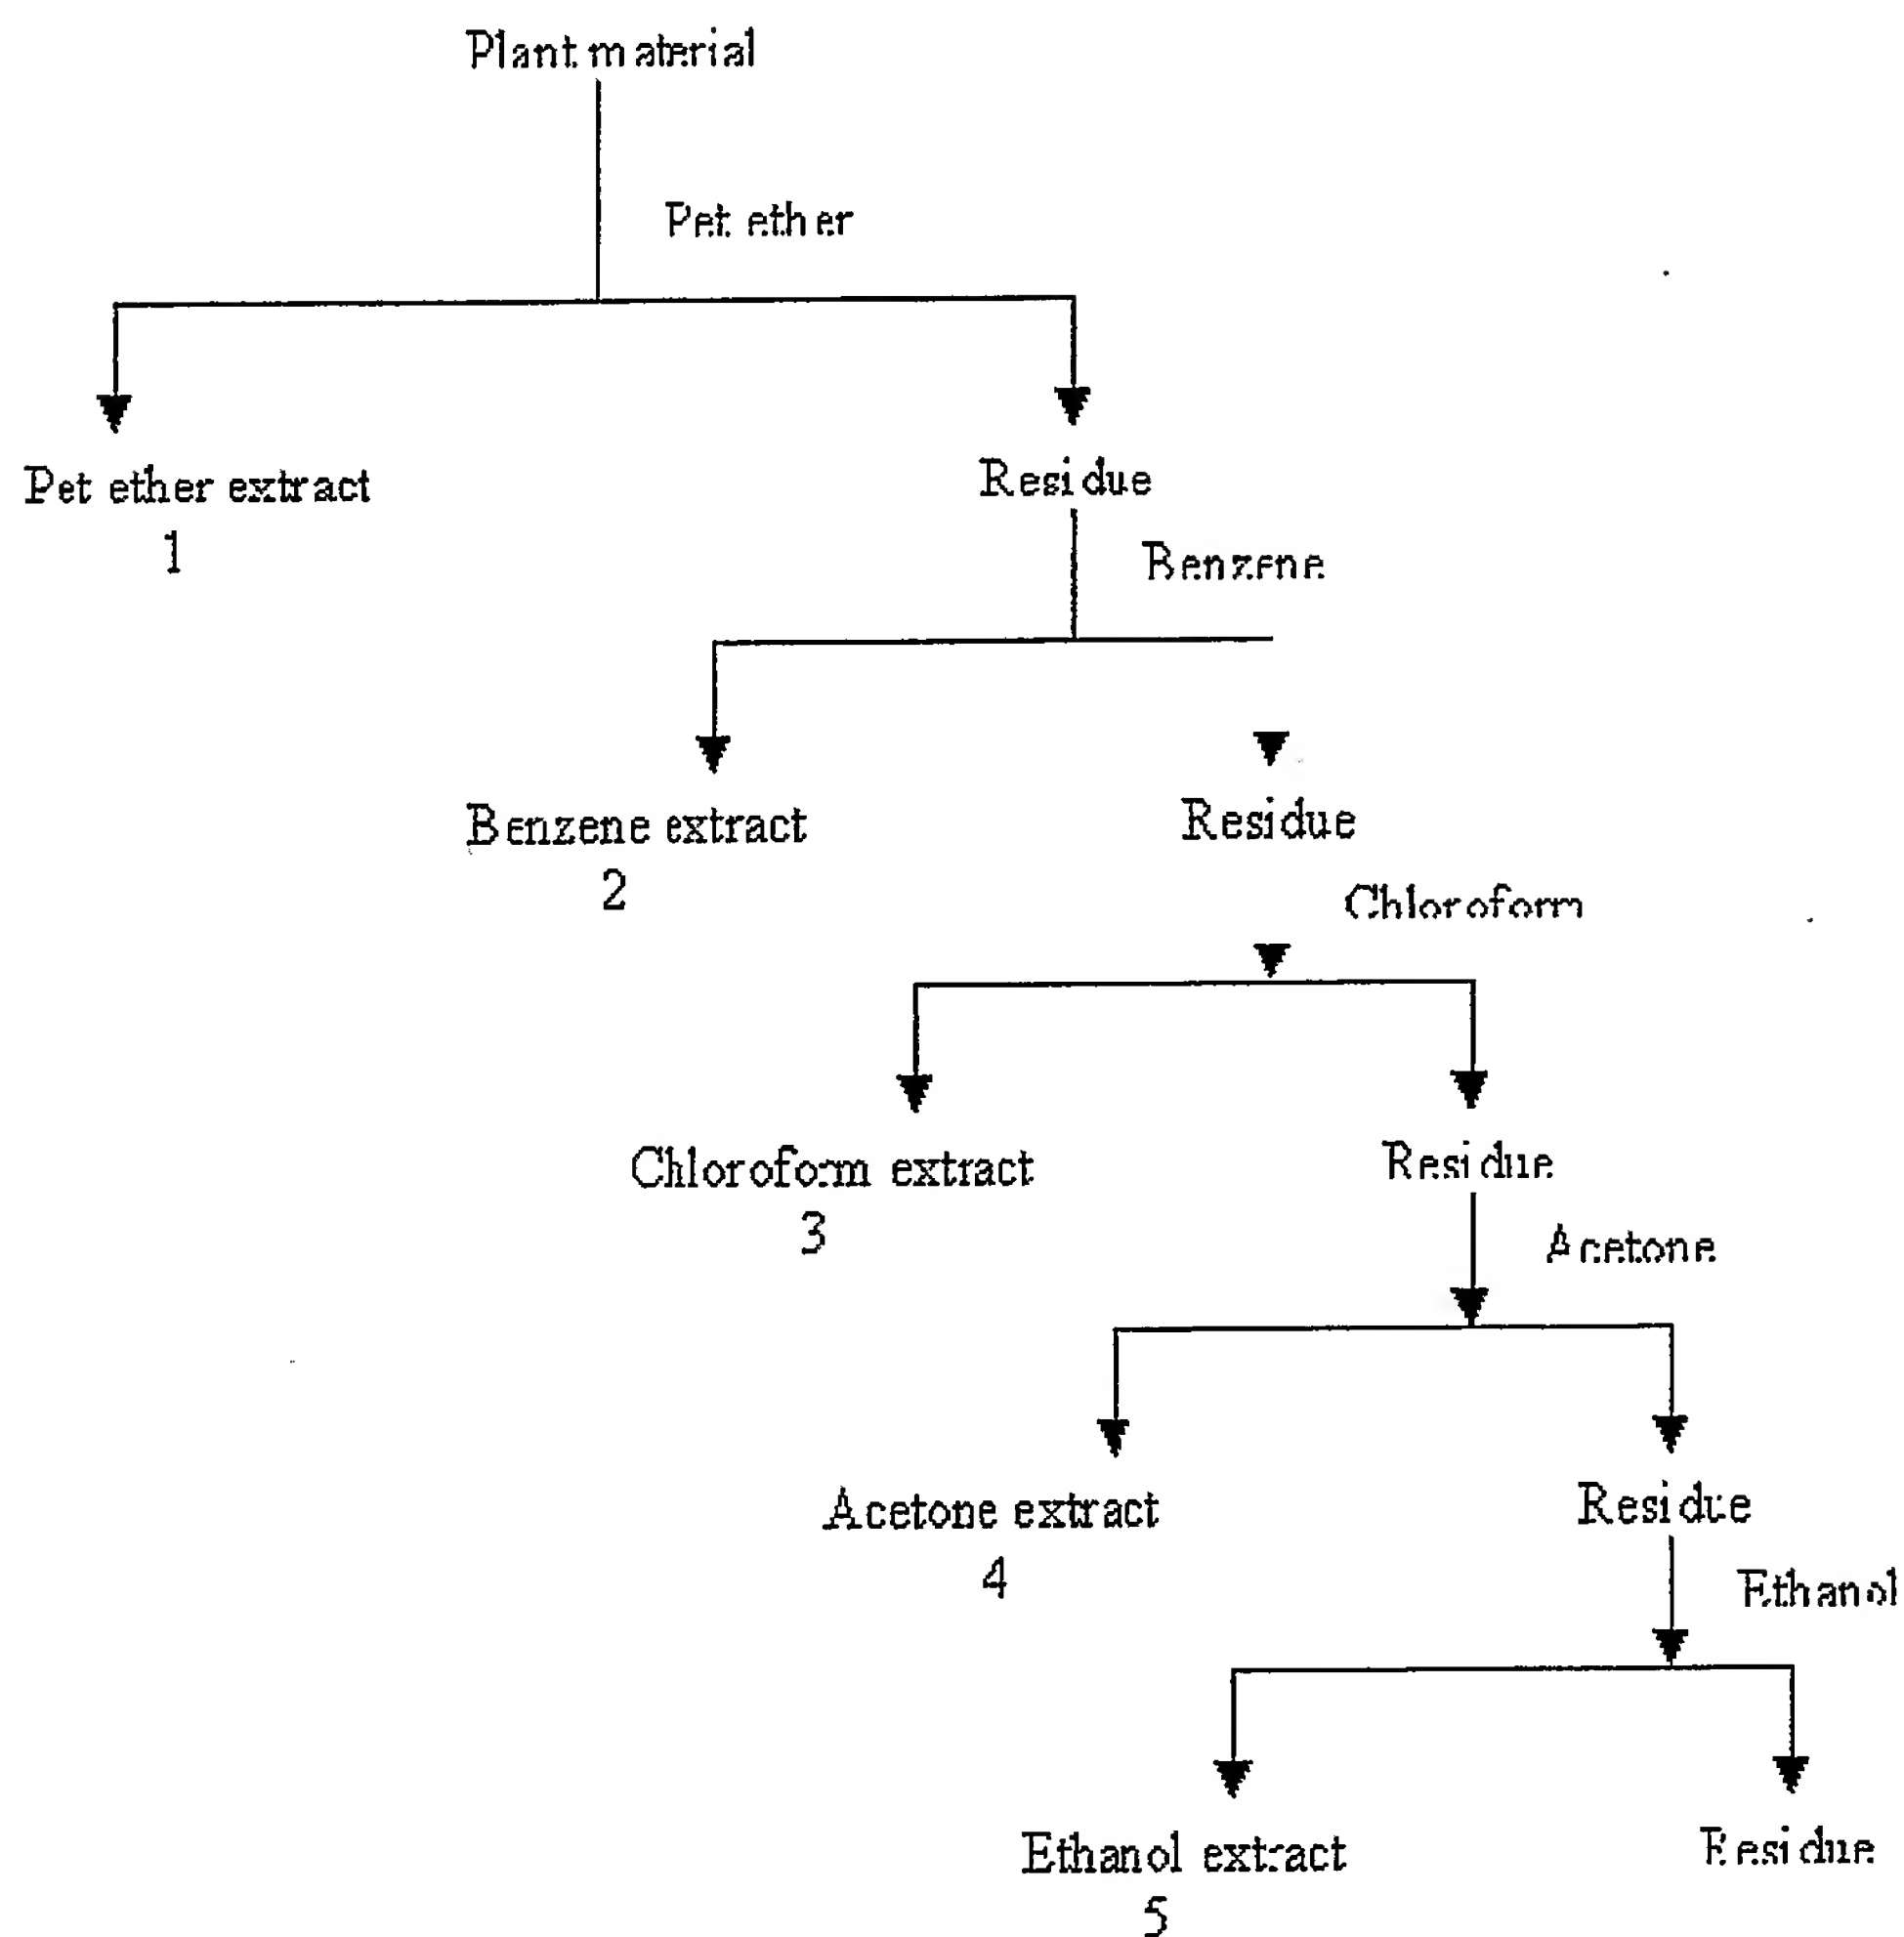 Plant material
Pet ether
Pet ether extract
1
Residue
Benzene
Benzene extract
2
Residue
Chloroform
Chloroform extract
3
Residue
Acetone
Acetone extract
4
Residue
Ethanol
Ethanol extract
5
Residue